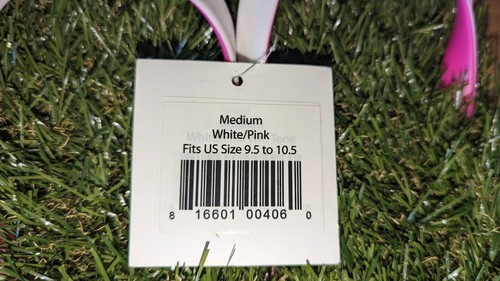 Medium
White/Pink
Fits US Size 9.5 to 10.5
8 16601 00406 0